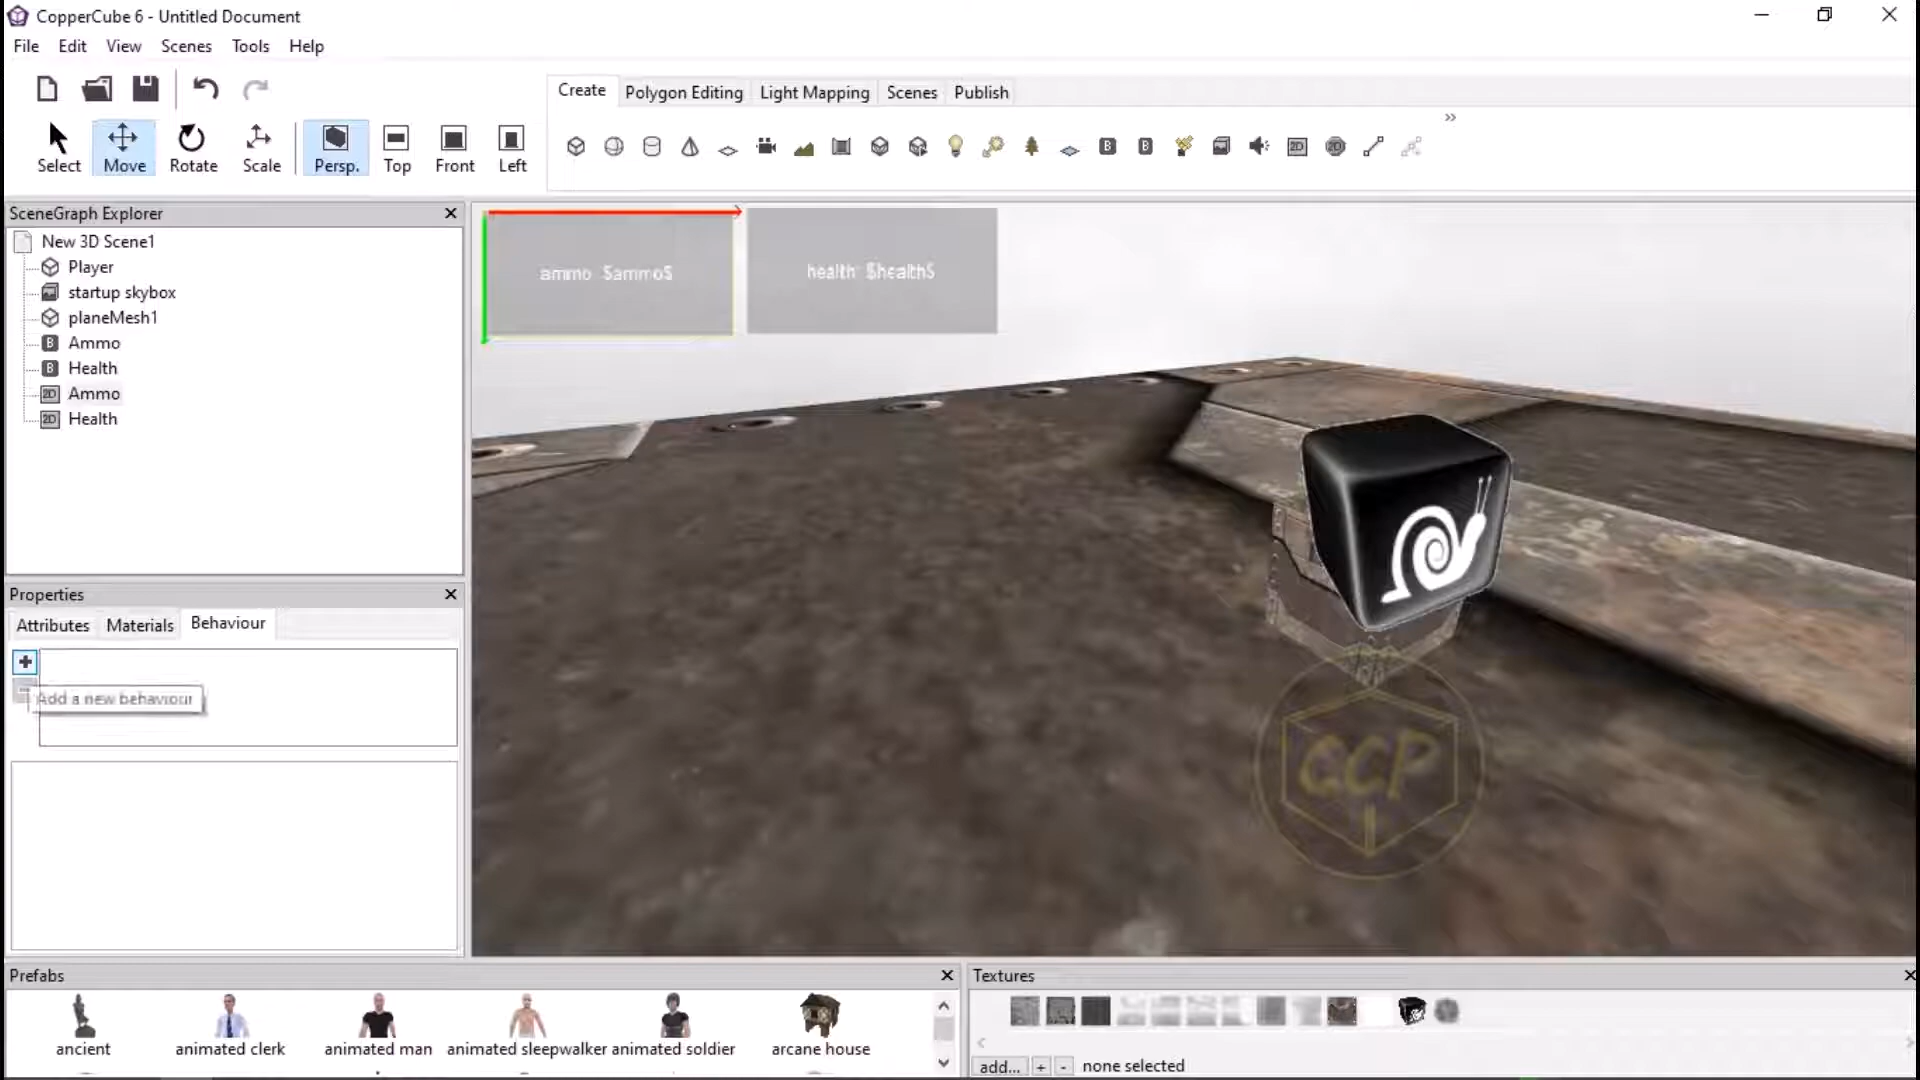 CopperCube 6 - Untitled Document
File Edit View Scenes Tools Help
Create Polygon Editing Light Mapping Scenes Publish
Select Move Rotate Scale Persp. Top Front Left
SceneGraph Explorer
New 3D Scene1
Player
startup skybox
planeMesh1
B Ammo
B Health
2D Ammo
2D Health
ammo $ammo$
health $health$
Properties
Attributes Materials Behaviour
Add a new behaviour
CCP
Prefabs
ancient animated clerk animated man animated sleepwalker animated soldier arcane house
Textures
add... + - none selected